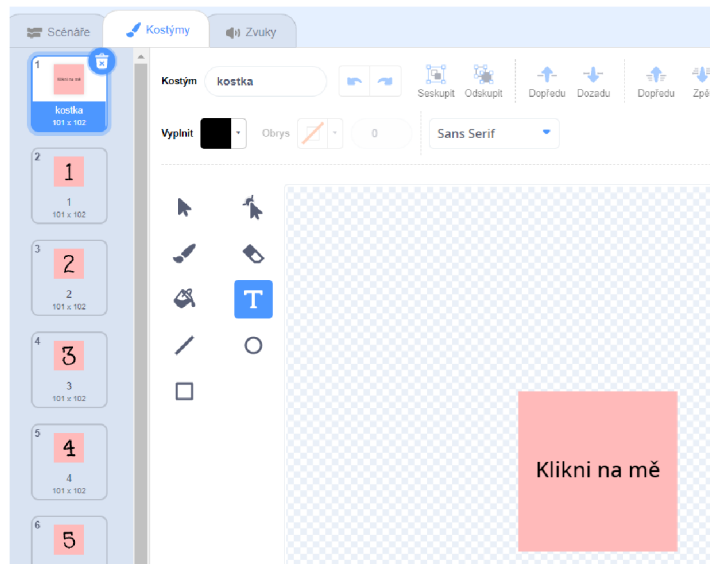 Scénáře
Kostýmy
Zvuky
1
Klikni na mě
kostka
101 x 102
2
1
1
101 x 102
3
2
2
101 x 102
4
3
3
101 x 102
5
4
4
101 x 102
6
5
Kostým
kostka
Seskupit
Odskupit
Dopředu
Dozadu
Dopředu
Zpě
Vyplnit
Obrys
0
Sans Serif
T
Klikni na mě